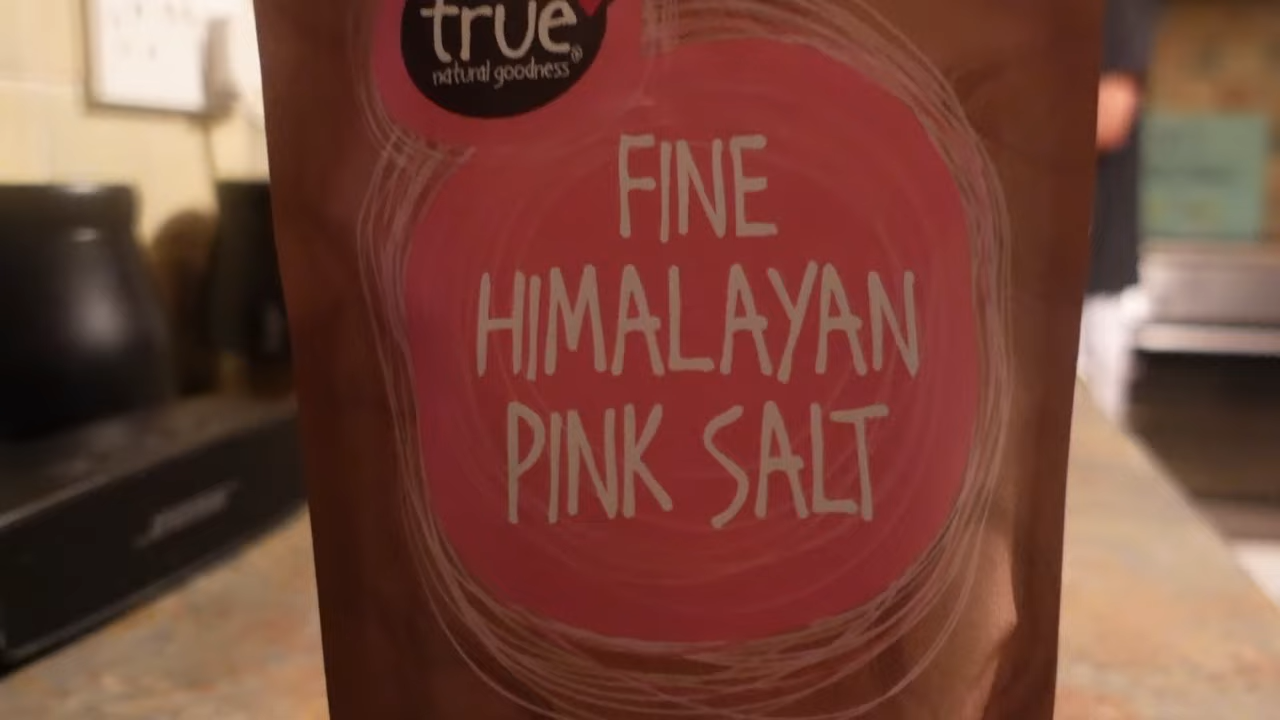 true
natural goodness®
FINE
HIMALAYAN
PINK SALT